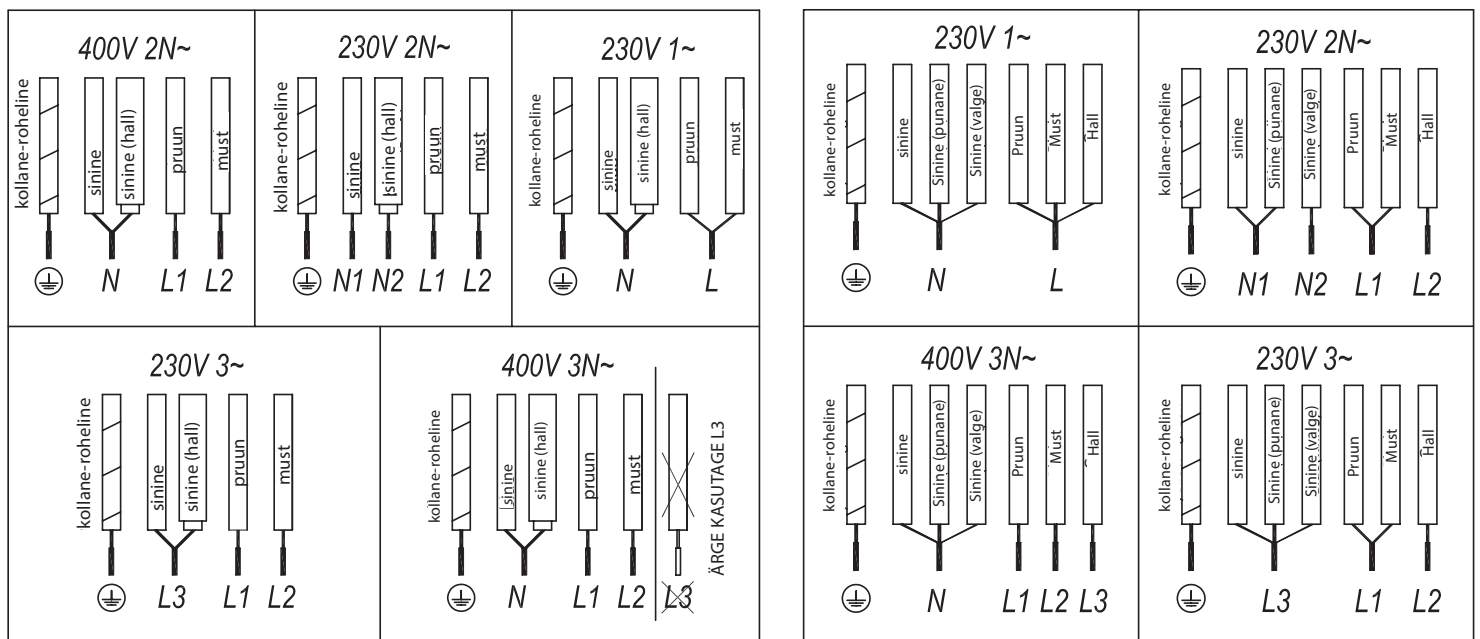 400V 2N~
kollane-roheline
sinine
sinine (hall)
pruun
must
N L1 L2
230V 2N~
kollane-roheline
sinine
sinine (hall)
pruun
must
N1 N2 L1 L2
230V 1~
kollane-roheline
sinine
sinine (hall)
pruun
must
N L
230V 3~
kollane-roheline
sinine
sinine (hall)
pruun
must
L3 L1 L2
400V 3N~
kollane-roheline
sinine
sinine (hall)
pruun
must
ÄRGE KASUTAGE L3
N L1 L2 L3
230V 1~
kollane-roheline
sinine
Sinine (punane)
Sinine (valge)
Pruun
Must
Hall
N L
230V 2N~
kollane-roheline
sinine
Sinine (punane)
Sinine (valge)
Pruun
Must
Hall
N1 N2 L1 L2
400V 3N~
kollane-roheline
sinine
Sinine (punane)
Sinine (valge)
Pruun
Must
Hall
N L1 L2 L3
230V 3~
kollane-roheline
sinine
Sinine (punane)
Sinine (valge)
Pruun
Must
Hall
L3 L1 L2